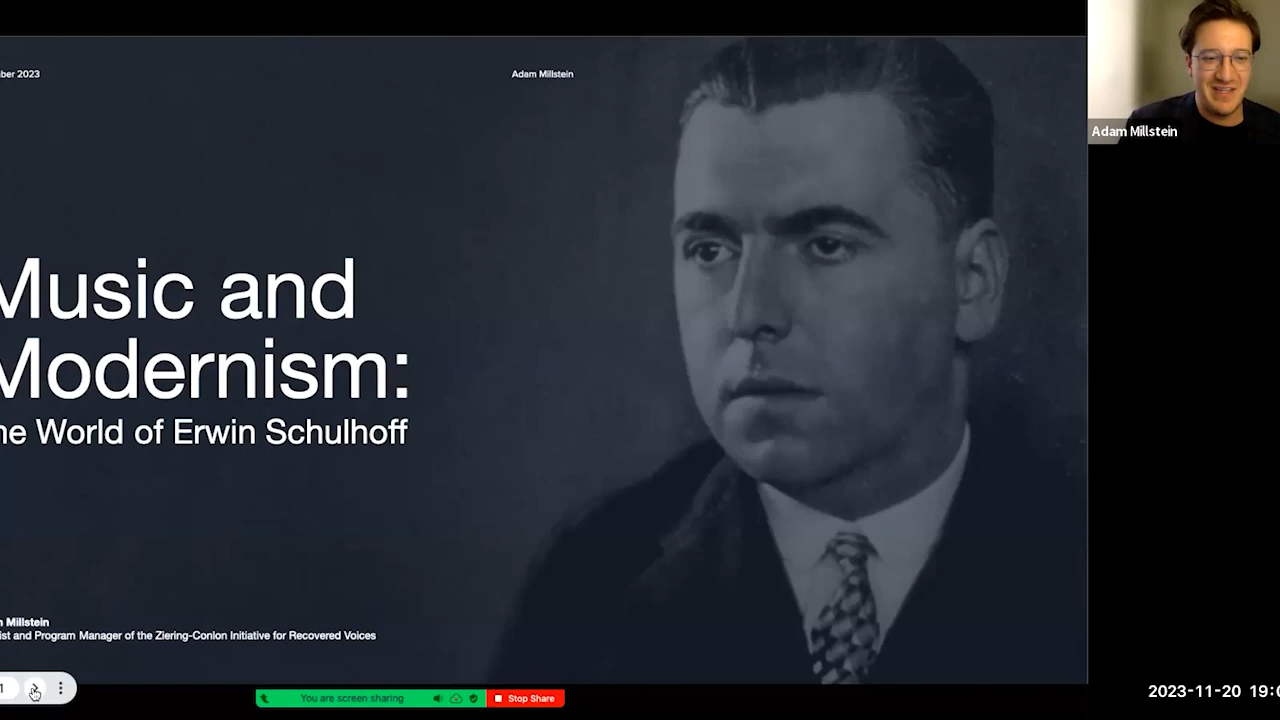 ber 2023
Adam Millstein
Adam Millstein
Music and
Modernism:
he World of Erwin Schulhoff
n Millstein
ist and Program Manager of the Ziering-Conlon Initiative for Recovered Voices
1
You are screen sharing
Stop Share
2023-11-20 19:0